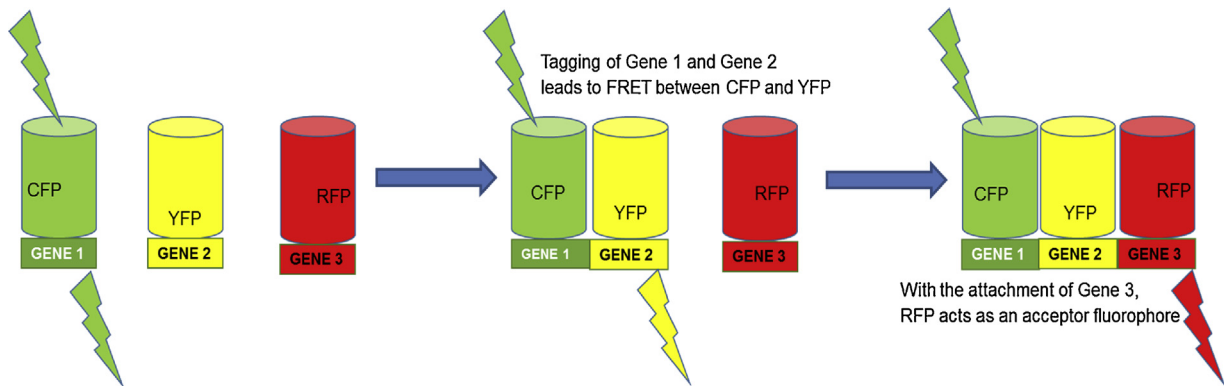 Tagging of Gene 1 and Gene 2
leads to FRET between CFP and YFP
CFP
YFP
RFP
GENE 1
GENE 2
GENE 3
CFP
YFP
RFP
GENE 1
GENE 2
GENE 3
CFP
YFP
RFP
GENE 1
GENE 2
GENE 3
With the attachment of Gene 3,
RFP acts as an acceptor fluorophore